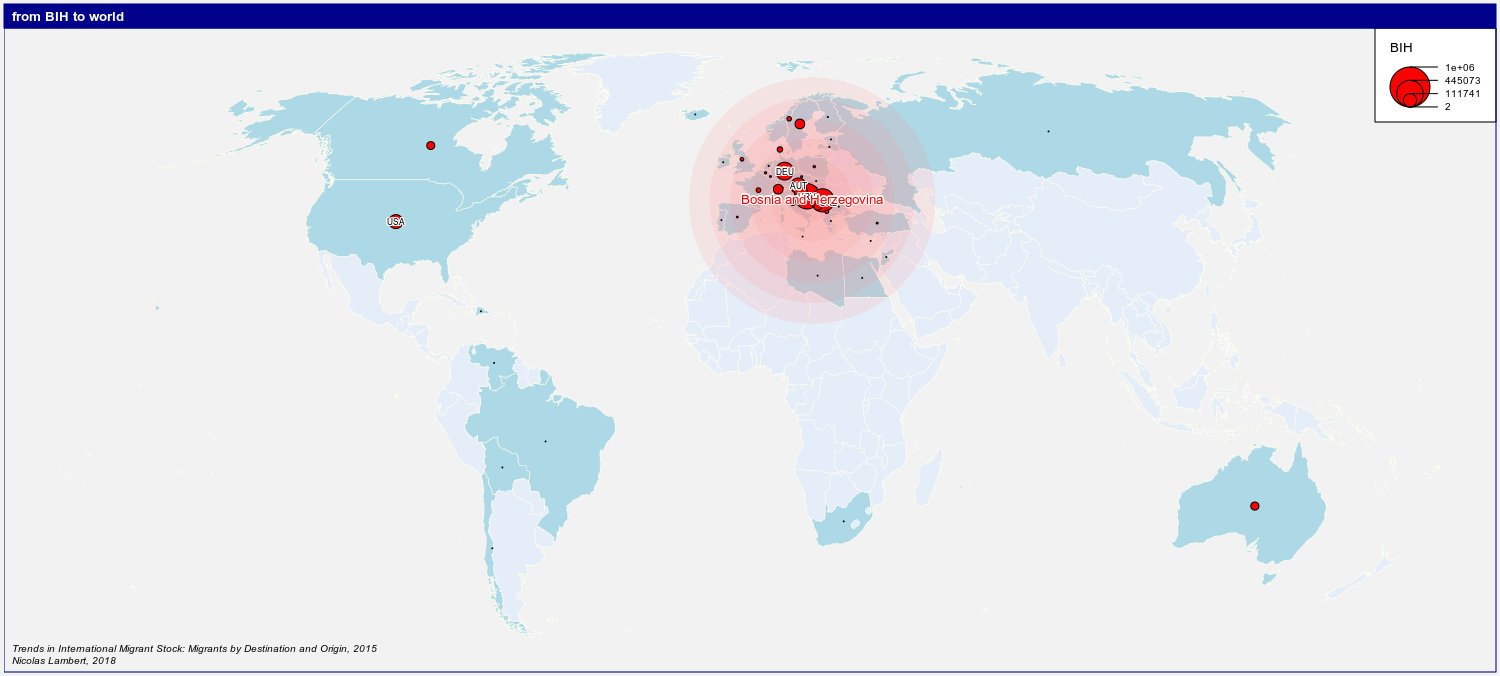 from BIH to world
BIH
1e+06
445073
111741
2
DEU
AUT
Bosnia and Herzegovina
USA
Trends in International Migrant Stock: Migrants by Destination and Origin, 2015
Nicolas Lambert, 2018